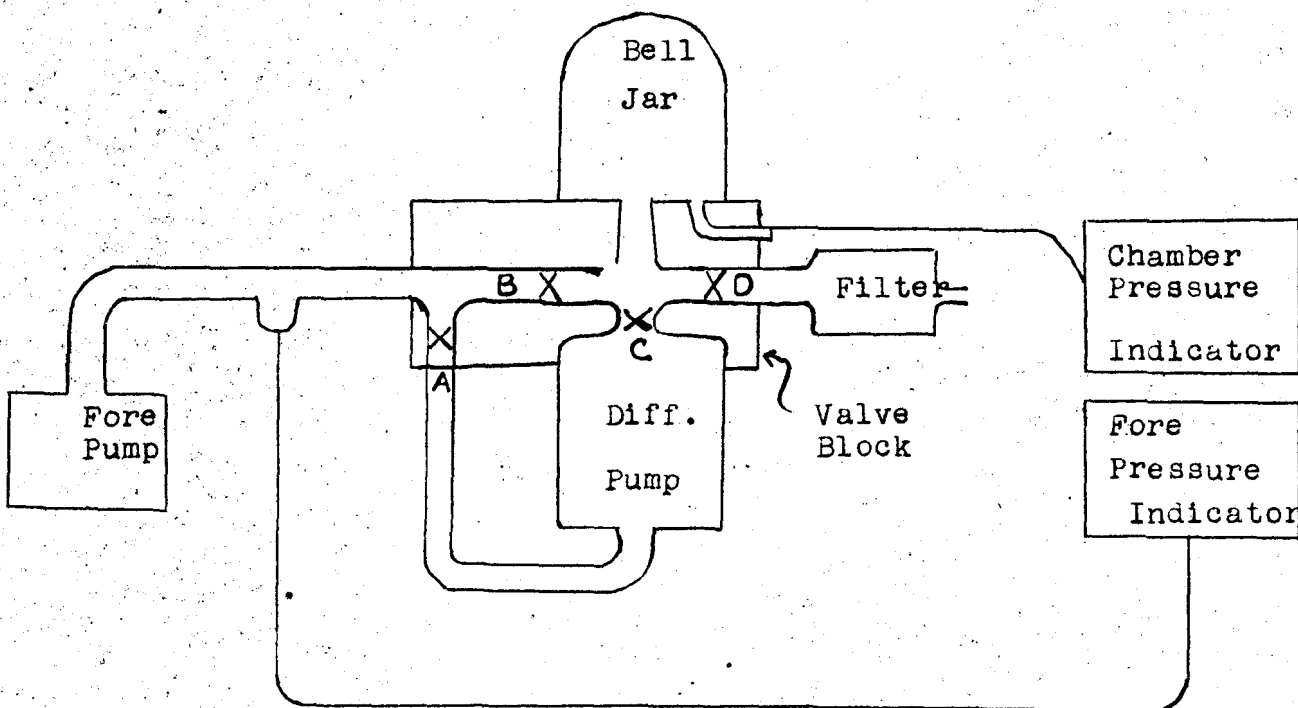 Bell
Jar
B
D
Filter
C
A
Chamber
Pressure
Indicator
Fore
Pump
Diff.
Pump
Valve
Block
Fore
Pressure
Indicator